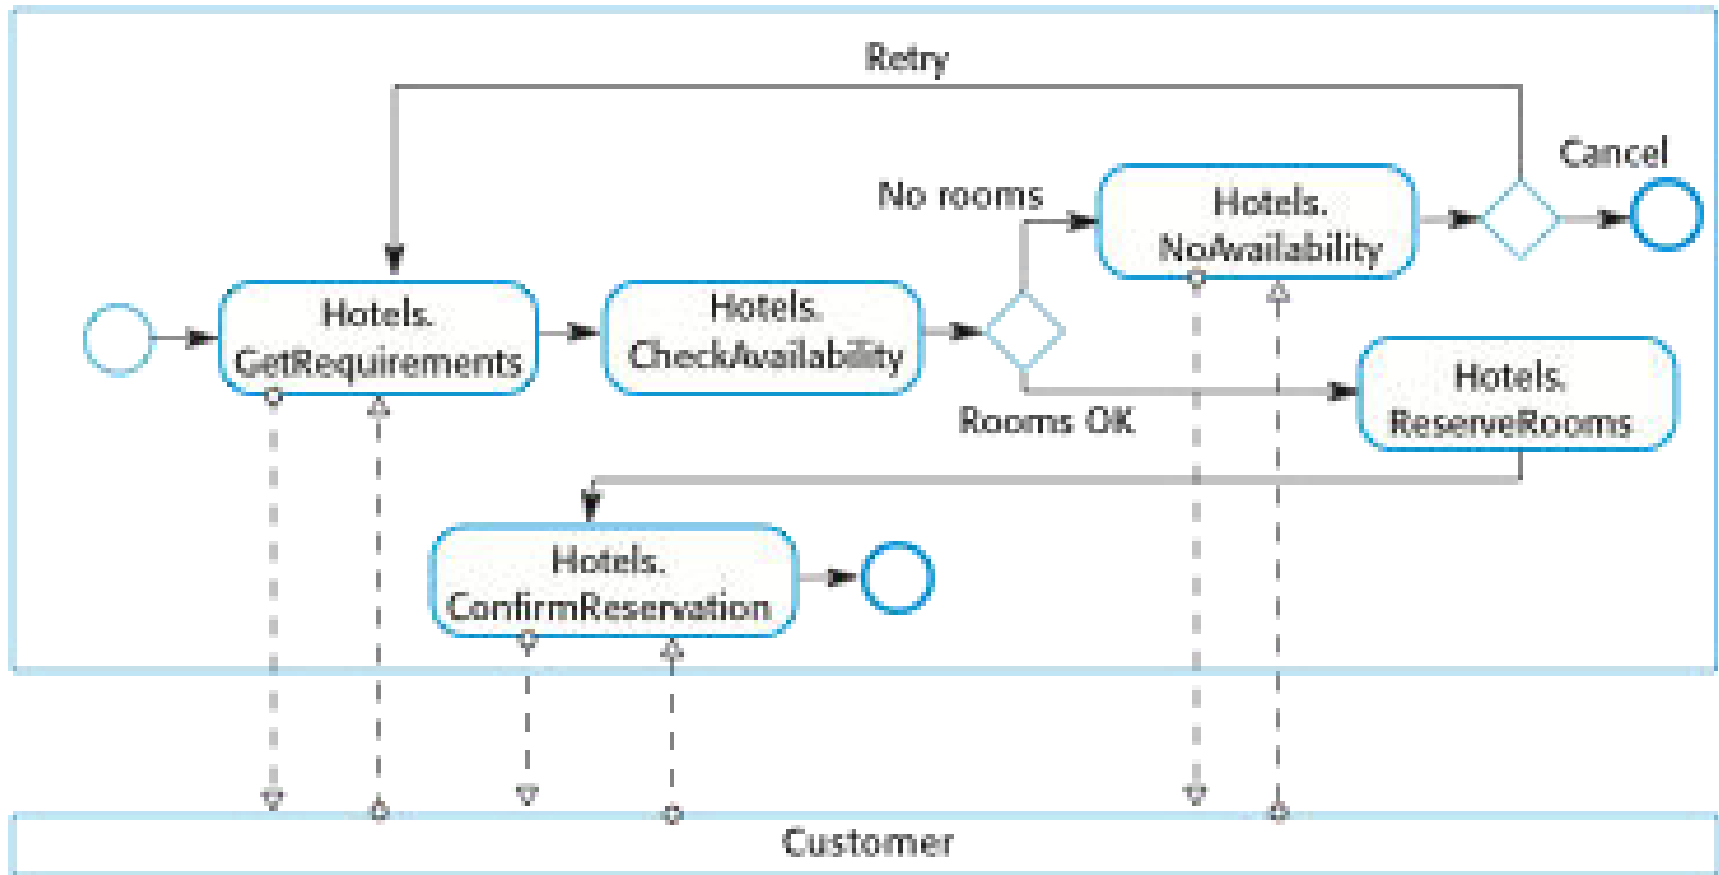 Retry
Cancel
No rooms
Hotels.
NoAvailability
Hotels.
GetRequirements
Hotels.
CheckAvailability
Hotels.
ReserveRooms
Rooms OK
Hotels.
ConfirmReservation
Customer